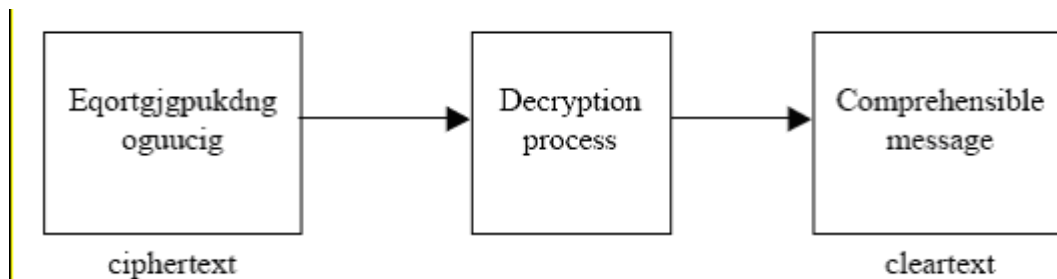 Eqortgjgpukdng
oguucig
Decryption
process
Comprehensible
message
ciphertext
cleartext